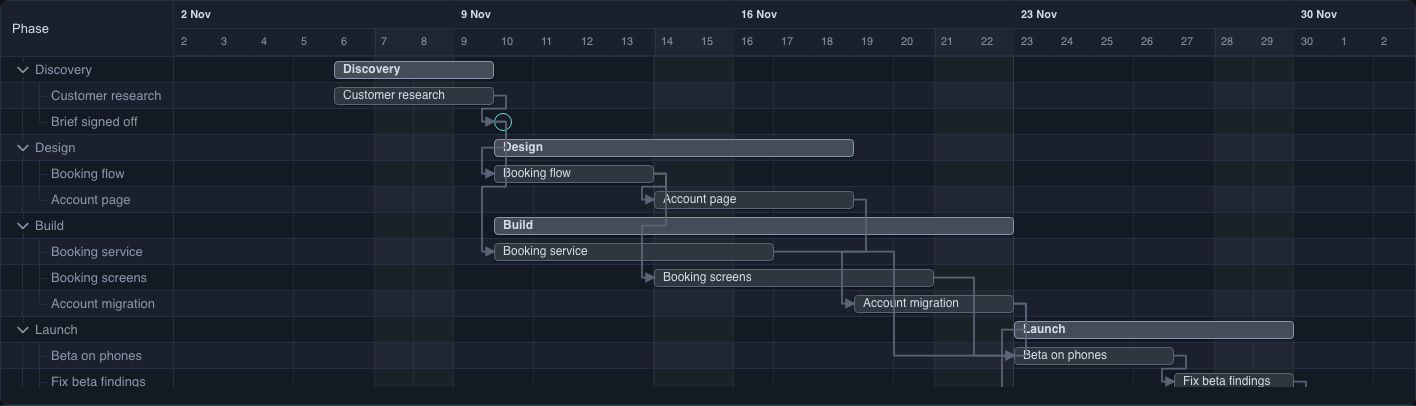 Phase
2 Nov 9 Nov 16 Nov 23 Nov 30 Nov
2 3 4 5 6 7 8 9 10 11 12 13 14 15 16 17 18 19 20 21 22 23 24 25 26 27 28 29 30 1 2
Discovery Discovery
Customer research Customer research
Brief signed off
Design Design
Booking flow Booking flow
Account page Account page
Build Build
Booking service Booking service
Booking screens Booking screens
Account migration Account migration
Launch Launch
Beta on phones Beta on phones
Fix beta findings Fix beta findings